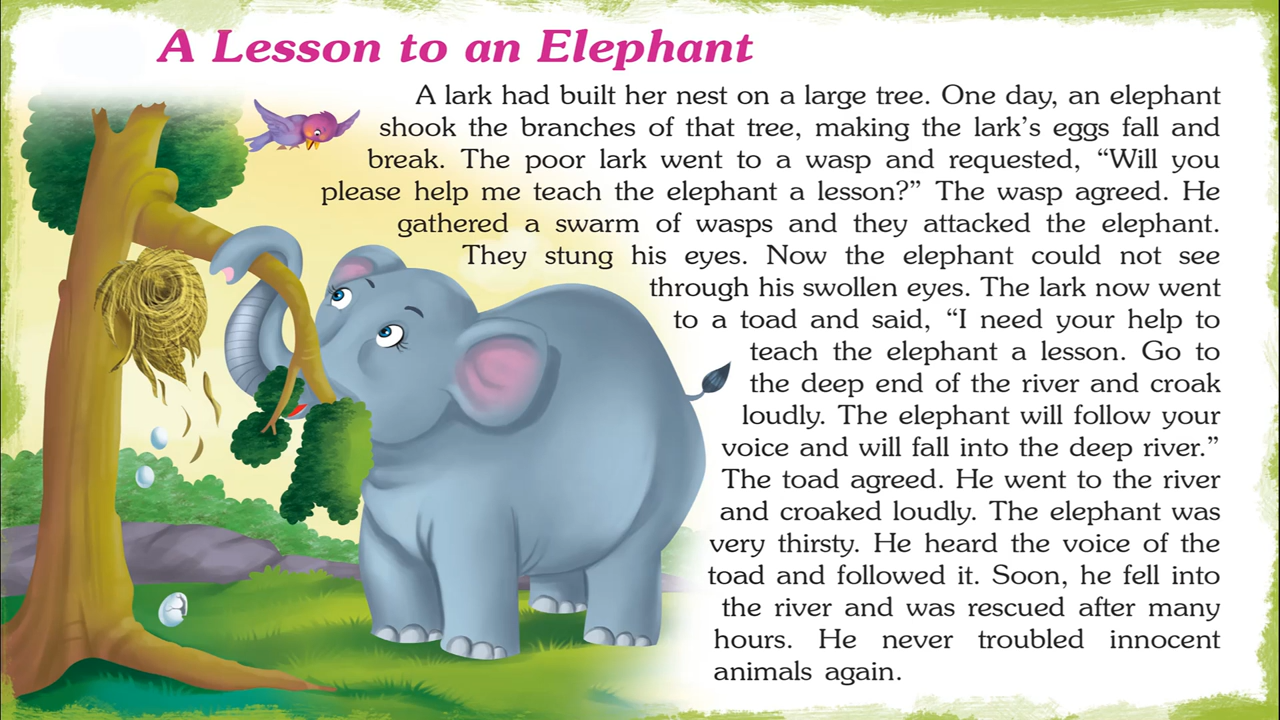 A Lesson to an Elephant
A lark had built her nest on a large tree. One day, an elephant
shook the branches of that tree, making the lark's eggs fall and
break. The poor lark went to a wasp and requested, “Will you
please help me teach the elephant a lesson?” The wasp agreed. He
gathered a swarm of wasps and they attacked the elephant.
They stung his eyes. Now the elephant could not see
through his swollen eyes. The lark now went
to a toad and said, “I need your help to
teach the elephant a lesson. Go to
the deep end of the river and croak
loudly. The elephant will follow your
voice and will fall into the deep river.”
The toad agreed. He went to the river
and croaked loudly. The elephant was
very thirsty. He heard the voice of the
toad and followed it. Soon, he fell into
the river and was rescued after many
hours. He never troubled innocent
animals again.